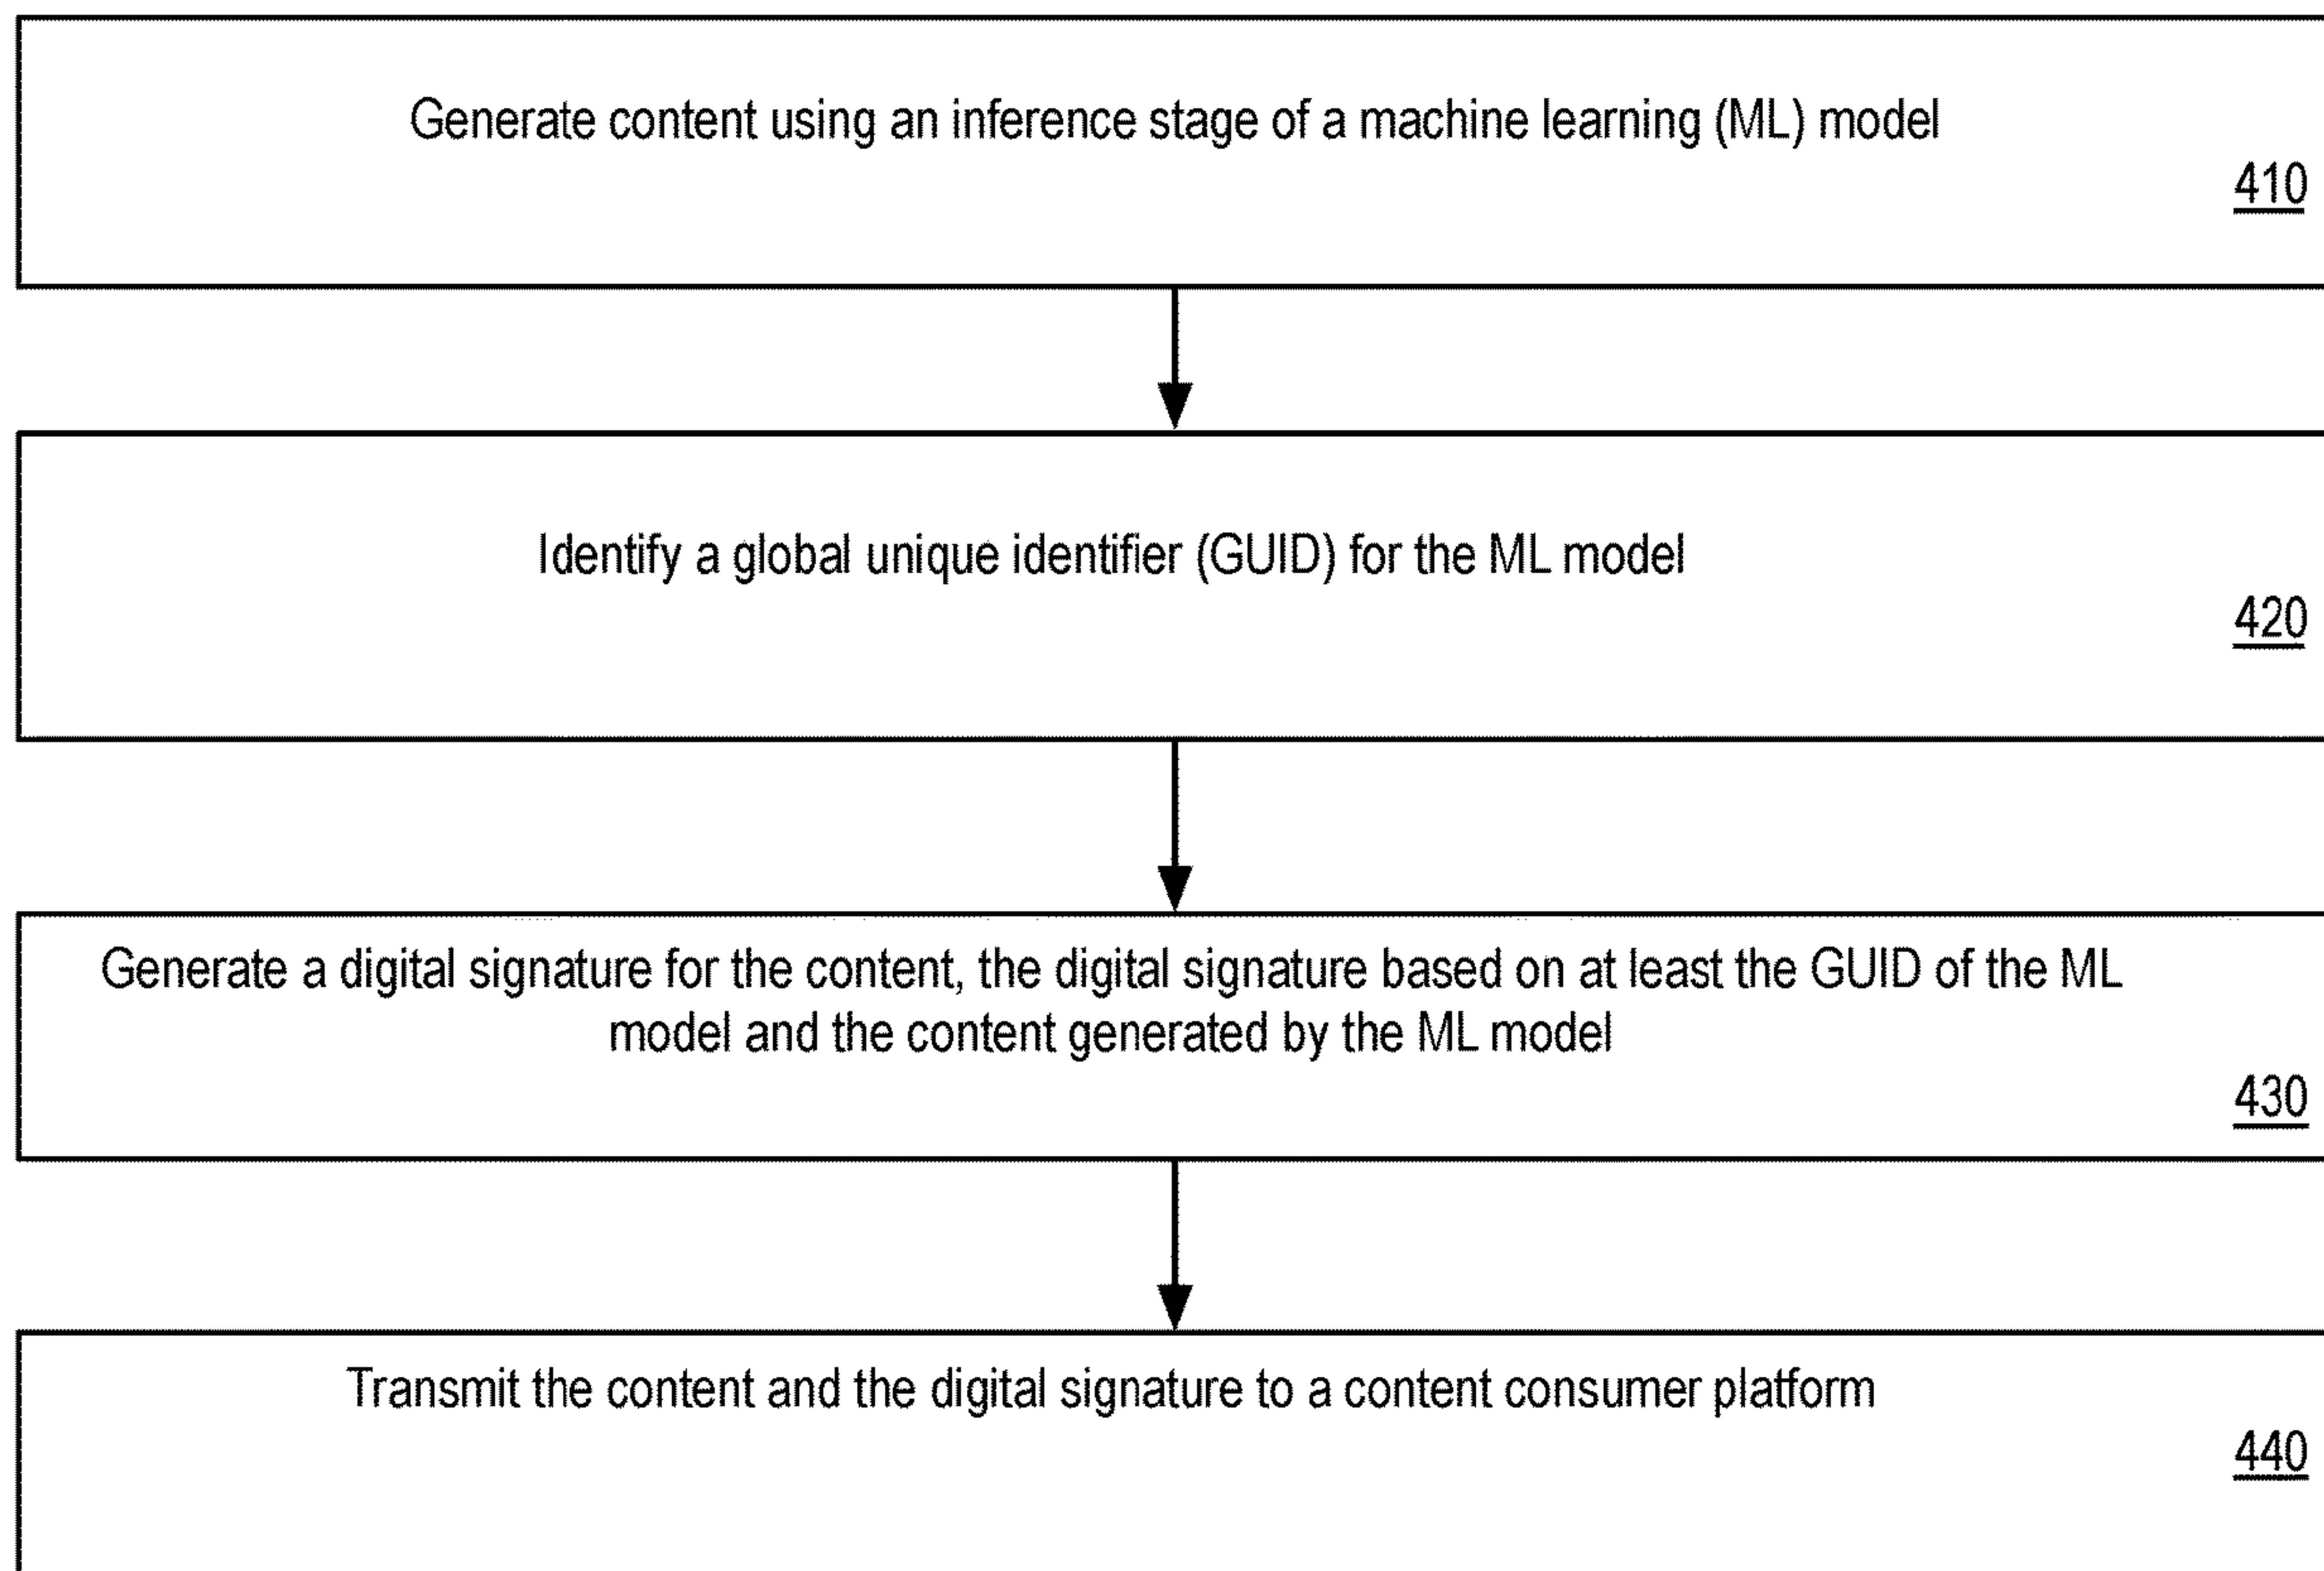 Generate content using an inference stage of a machine learning (ML) model
410
Identify a global unique identifier (GUID) for the ML model
420
Generate a digital signature for the content, the digital signature based on at least the GUID of the ML
model and the content generated by the ML model
430
Transmit the content and the digital signature to a content consumer platform
440